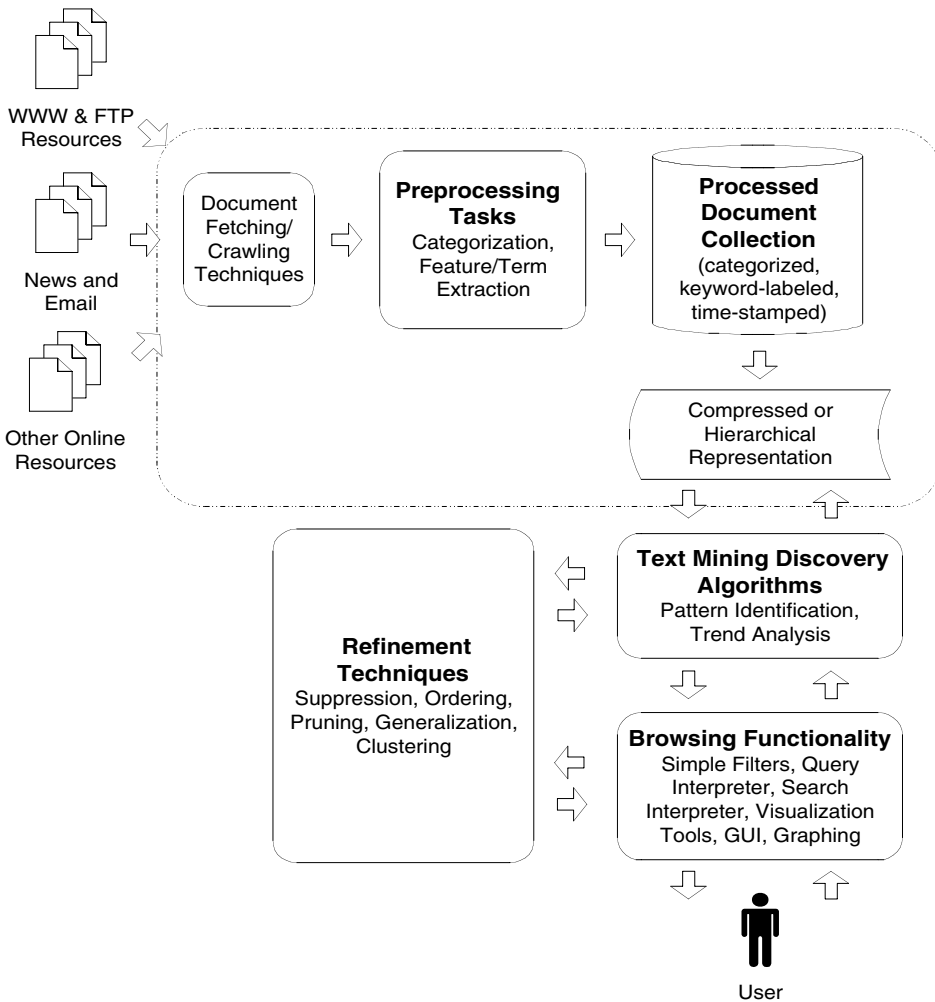 WWW & FTP
Resources
News and
Email
Other Online
Resources
Document
Fetching/
Crawling
Techniques
Preprocessing
Tasks
Categorization,
Feature/Term
Extraction
Processed
Document
Collection
(categorized,
keyword-labeled,
time-stamped)
Compressed or
Hierarchical
Representation
Text Mining Discovery
Algorithms
Pattern Identification,
Trend Analysis
Refinement
Techniques
Suppression, Ordering,
Pruning, Generalization,
Clustering
Browsing Functionality
Simple Filters, Query
Interpreter, Search
Interpreter, Visualization
Tools, GUI, Graphing
User